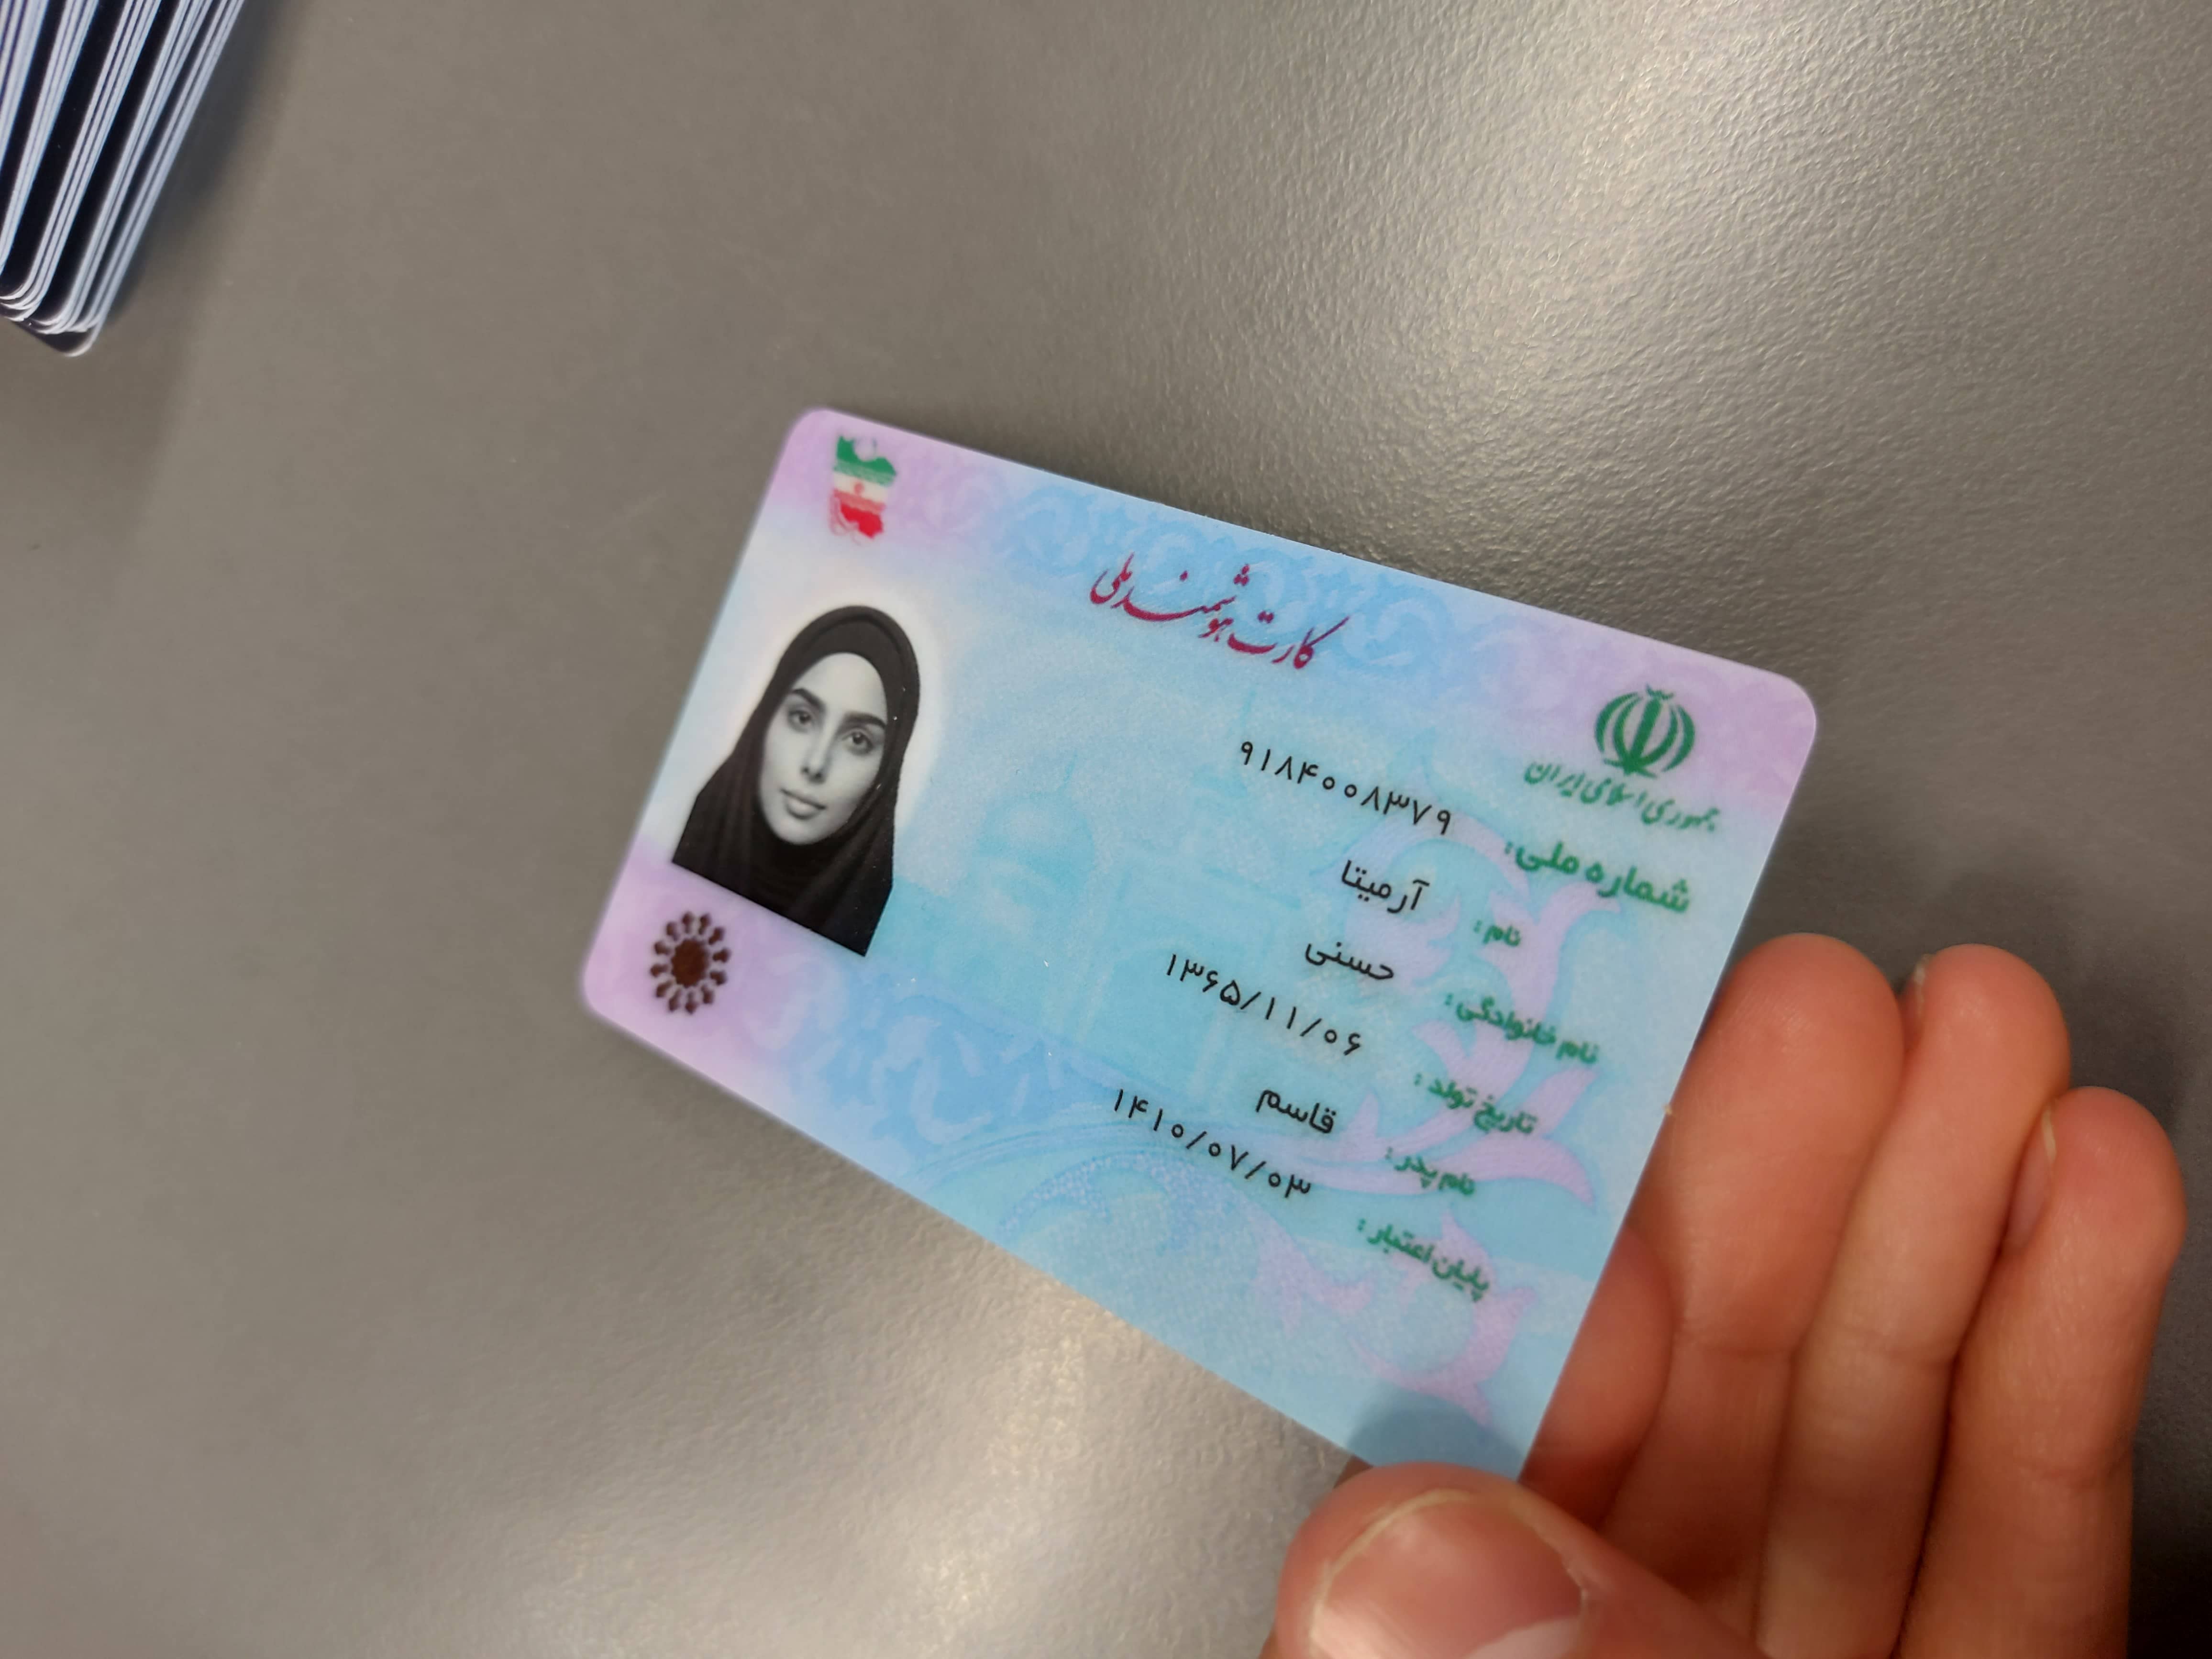 کارت هوشمند ملی
جمهوری اسلامی ایران
شماره ملی: ۹۱۸۴۰۰۸۳۷۹
نام: آرمیتا
نام خانوادگی: حسنی
تاریخ تولد: ۱۳۶۵/۱۱/۰۶
نام پدر: قاسم
پایان اعتبار: ۱۴۱۰/۰۷/۰۳